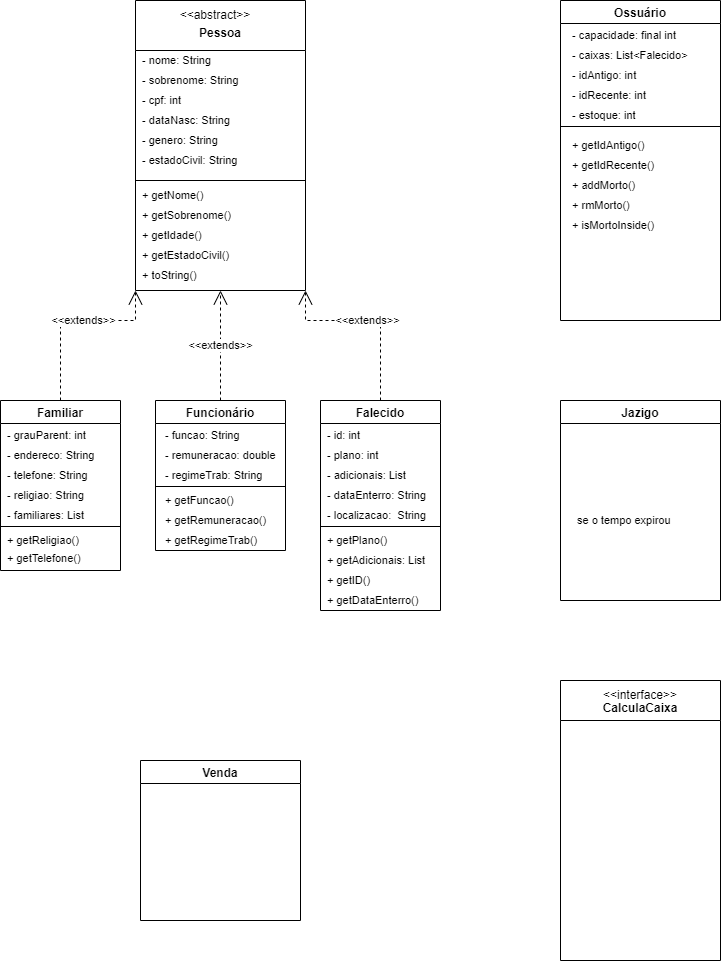 <<abstract>>
Pessoa
- nome: String
- sobrenome: String
- cpf: int
- dataNasc: String
- genero: String
- estadoCivil: String
+ getNome()
+ getSobrenome()
+ getIdade()
+ getEstadoCivil()
+ toString()
Ossuário
- capacidade: final int
- caixas: List<Falecido>
- idAntigo: int
- idRecente: int
- estoque: int
+ getIdAntigo()
+ getIdRecente()
+ addMorto()
+ rmMorto()
+ isMortoInside()
<<extends>>
<<extends>>
<<extends>>
Familiar
- grauParent: int
- endereco: String
- telefone: String
- religiao: String
- familiares: List
+ getReligiao()
+ getTelefone()
Funcionário
- funcao: String
- remuneracao: double
- regimeTrab: String
+ getFuncao()
+ getRemuneracao()
+ getRegimeTrab()
Falecido
- id: int
- plano: int
- adicionais: List
- dataEnterro: String
- localizacao: String
+ getPlano()
+ getAdicionais: List
+ getID()
+ getDataEnterro()
Jazigo
se o tempo expirou
Venda
<<interface>>
CalculaCaixa